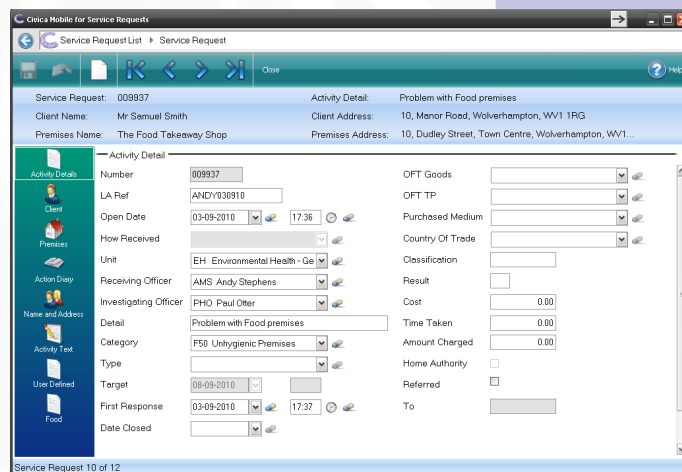 Civica Mobile for Service Requests
Service Request List Service Request
Close Help
Service Request: 009937 Activity Detail: Problem with Food premises
Client Name: Mr Samuel Smith Client Address: 10, Manor Road, Wolverhampton, WV1 1RG
Premises Name: The Food Takeaway Shop Premises Address: 10, Dudley Street, Town Centre, Wolverhampton, WV1...
Activity Details
Client
Premises
Action Diary
Name and Address
Activity Text
User Defined
Food
Activity Detail
Number 009937
LA Ref ANDY030910
Open Date 03-09-2010 17:36
How Received
Unit EH Environmental Health - Ge
Receiving Officer AMS Andy Stephens
Investigating Officer PHO Paul Otter
Detail Problem with Food premises
Category F50 Unhygienic Premises
Type
Target 08-09-2010
First Response 03-09-2010 17:37
Date Closed
OFT Goods
OFT TP
Purchased Medium
Country Of Trade
Classification
Result
Cost 0.00
Time Taken 0.00
Amount Charged 0.00
Home Authority
Referred
To
Service Request 10 of 12